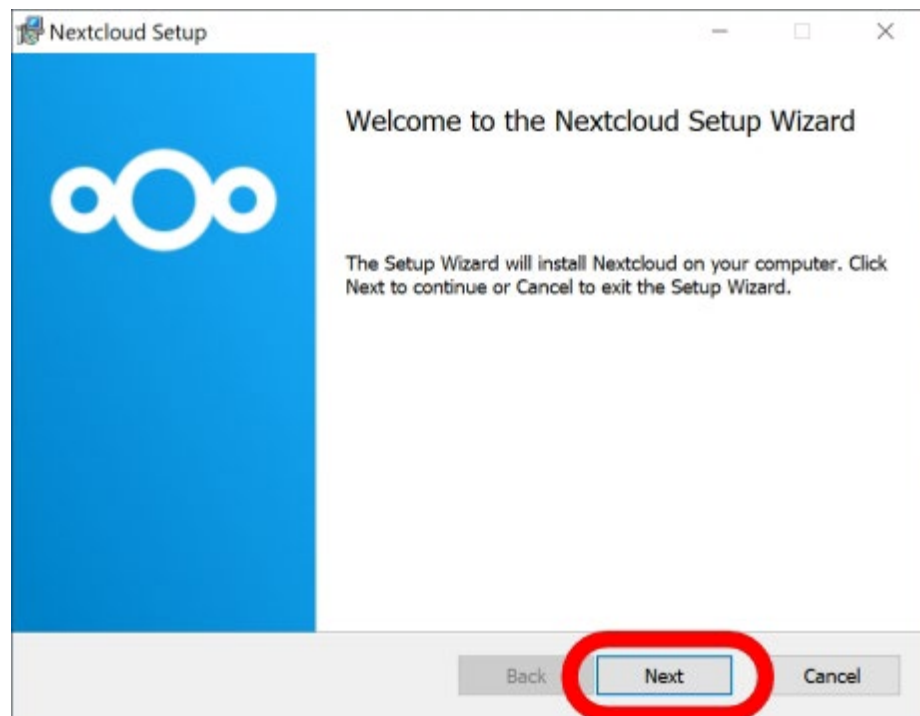 Nextcloud Setup
Welcome to the Nextcloud Setup Wizard
The Setup Wizard will install Nextcloud on your computer. Click
Next to continue or Cancel to exit the Setup Wizard.
Back Next Cancel